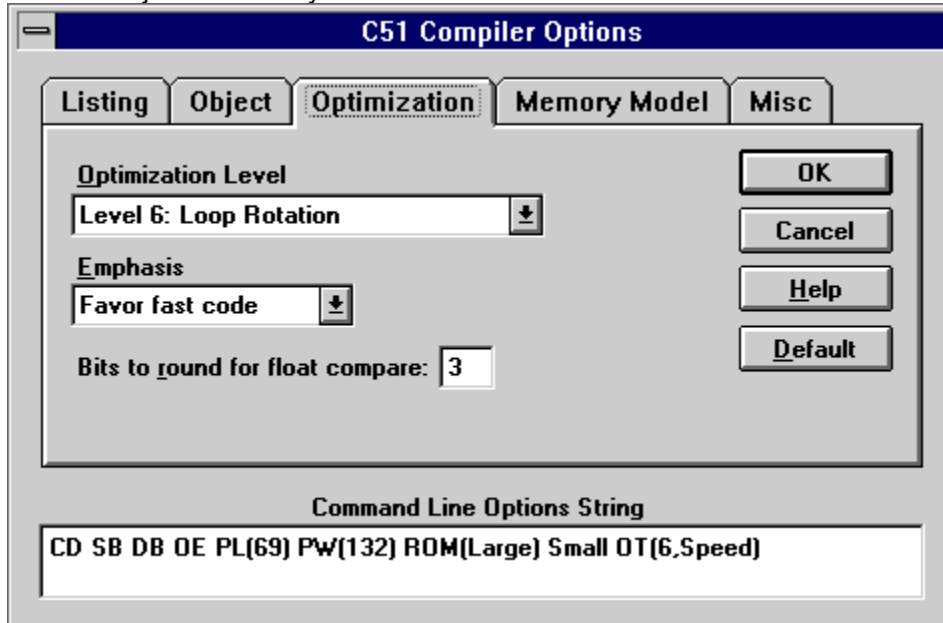 C51 Compiler Options
Listing Object Optimization Memory Model Misc
Optimization Level
Level 6: Loop Rotation
Emphasis
Favor fast code
Bits to round for float compare: 3
OK
Cancel
Help
Default
Command Line Options String
CD SB DB OE PL(69) PW(132) ROM(Large) Small OT(6,Speed)